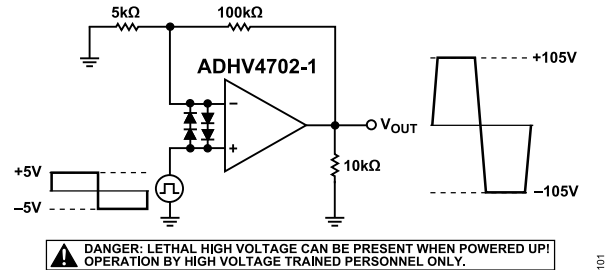 5kΩ
100kΩ
ADHV4702-1
+105V
−
VOUT
+
10kΩ
+5V
−5V
−105V
DANGER: LETHAL HIGH VOLTAGE CAN BE PRESENT WHEN POWERED UP!
OPERATION BY HIGH VOLTAGE TRAINED PERSONNEL ONLY.
101